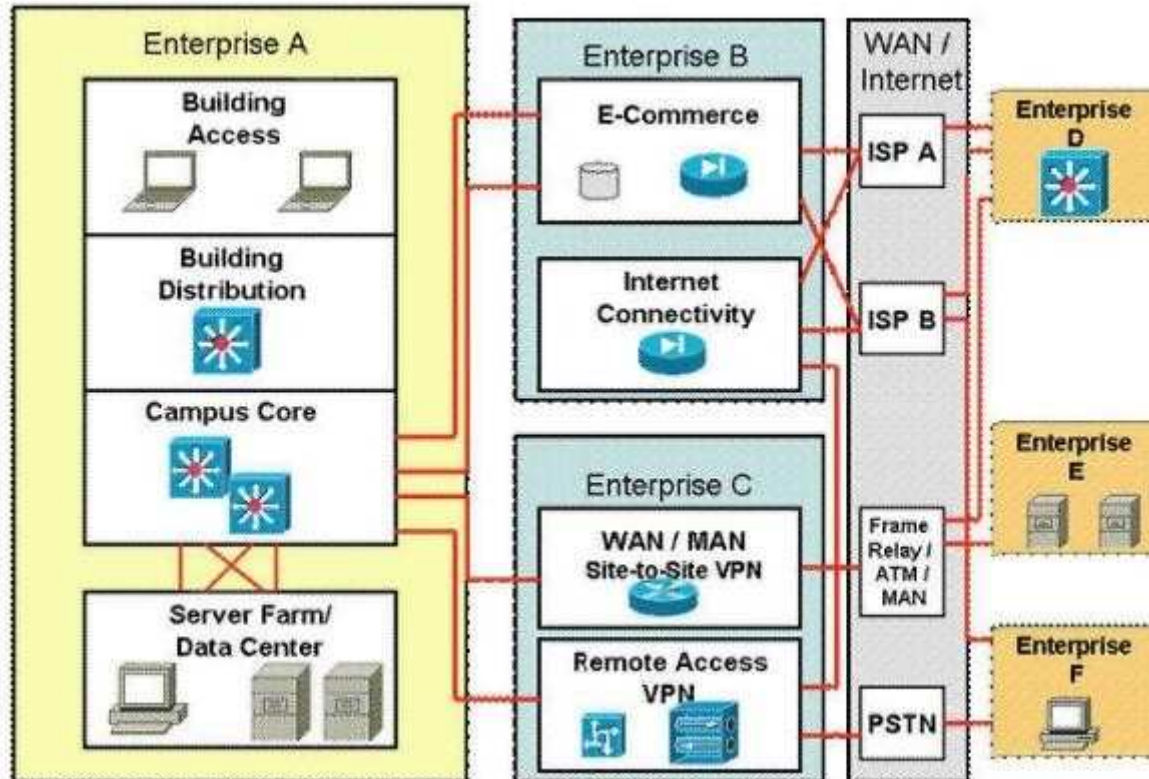 Enterprise A
Building
Access
Building
Distribution
Campus Core
Server Farm/
Data Center
Enterprise B
E-Commerce
Internet
Connectivity
Enterprise C
WAN / MAN
Site-to-Site VPN
Remote Access
VPN
WAN /
Internet
ISP A
ISP B
Frame
Relay /
ATM /
MAN
PSTN
Enterprise
D
Enterprise
E
Enterprise
F